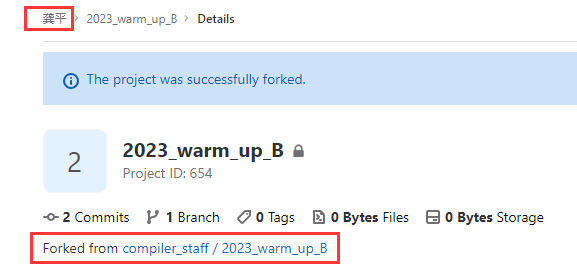 龚平 › 2023_warm_up_B › Details
The project was successfully forked.
2
2023_warm_up_B
Project ID: 654
2 Commits 1 Branch 0 Tags 0 Bytes Files 0 Bytes Storage
Forked from compiler_staff / 2023_warm_up_B